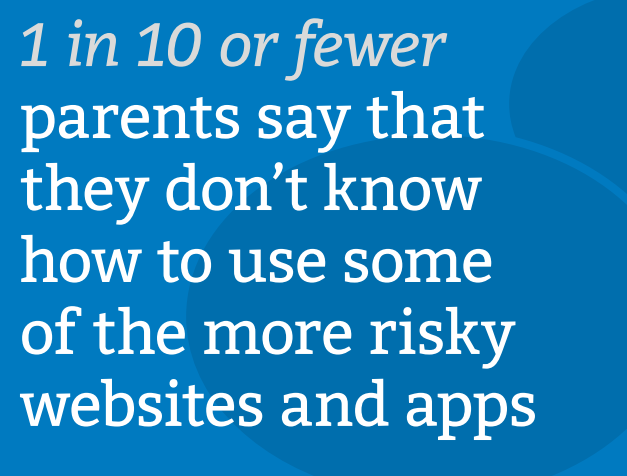 1 in 10 or fewer
parents say that
they don’t know
how to use some
of the more risky
websites and apps